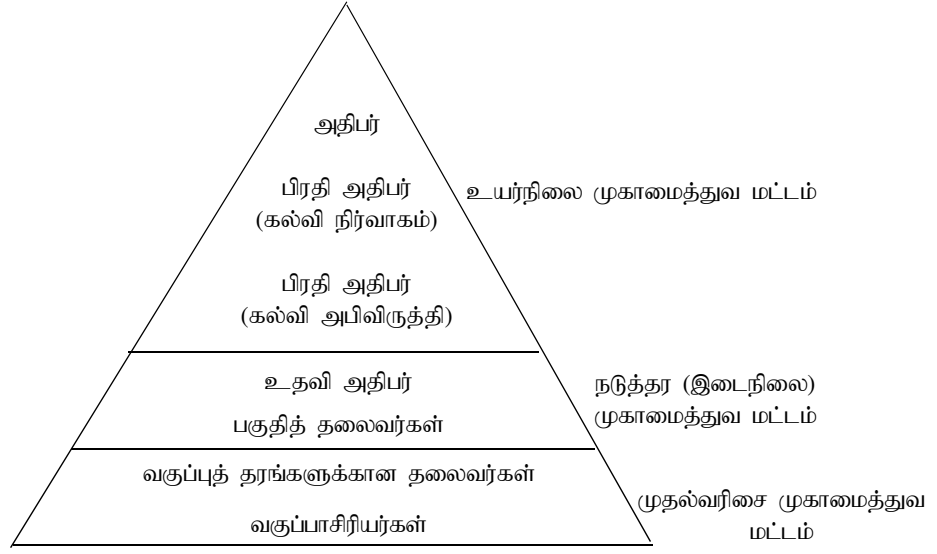 அதிபர்
பிரதி அதிபர்
(கல்வி நிர்வாகம்)
உயர்நிலை முகாமைத்துவ மட்டம்
பிரதி அதிபர்
(கல்வி அபிவிருத்தி)
உதவி அதிபர்
பகுதித் தலைவர்கள்
நடுத்தர (இடைநிலை)
முகாமைத்துவ மட்டம்
வகுப்புத் தரங்களுக்கான தலைவர்கள்
வகுப்பாசிரியர்கள்
முதல்வரிசை முகாமைத்துவ
மட்டம்